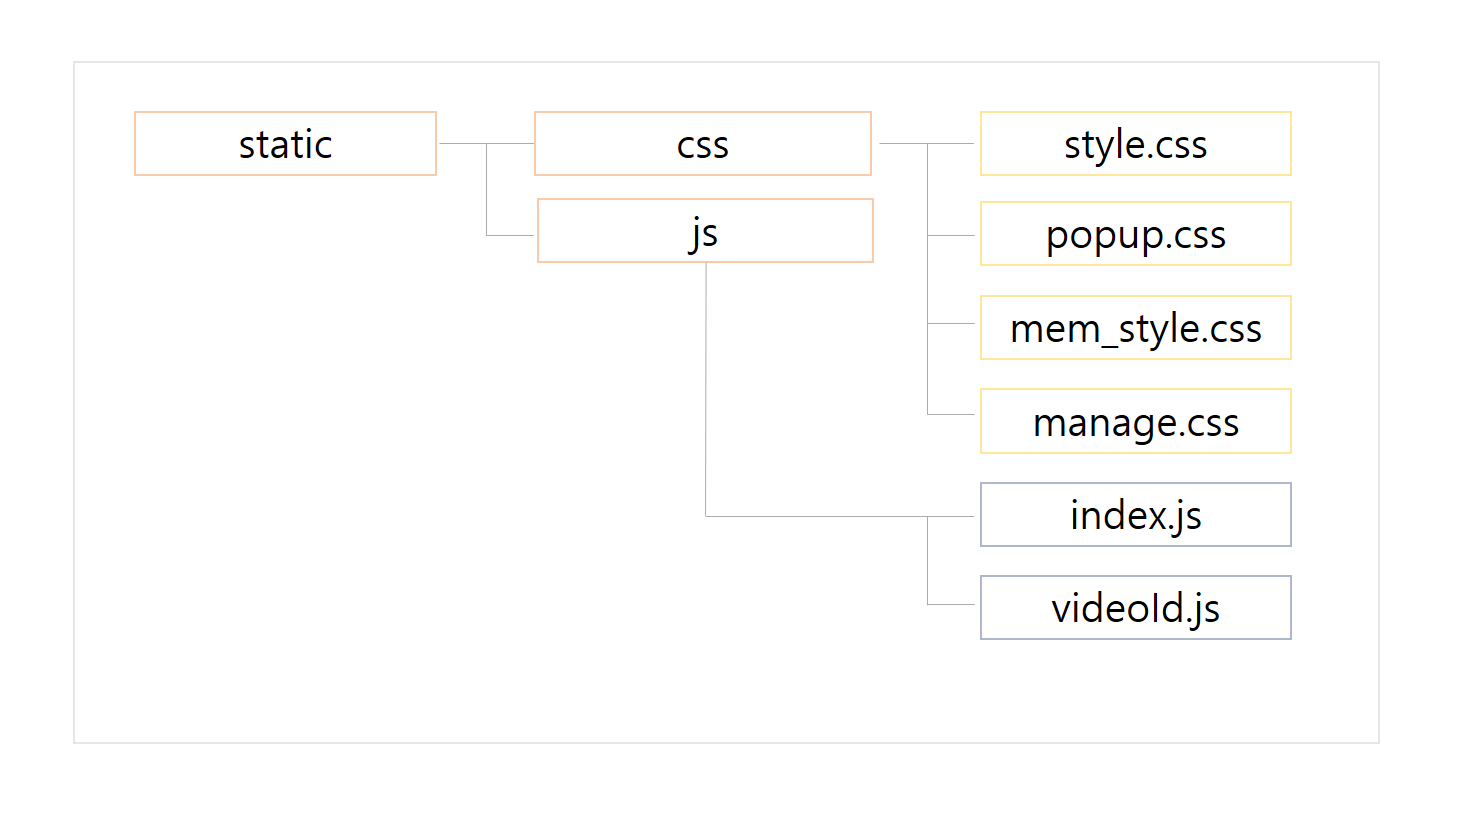 static
css
style.css
js
popup.css
mem_style.css
manage.css
index.js
videoId.js